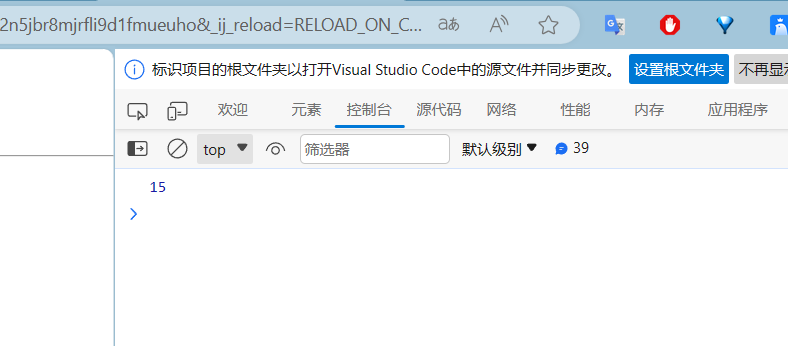 2n5jbr8mjrfli9d1fmueuho&_ij_reload=RELOAD_ON_C...
标识项目的根文件夹以打开Visual Studio Code中的源文件并同步更改。 设置根文件夹 不再显示
欢迎 元素 控制台 源代码 网络 性能 内存 应用程序
top 筛选器 默认级别 39
15